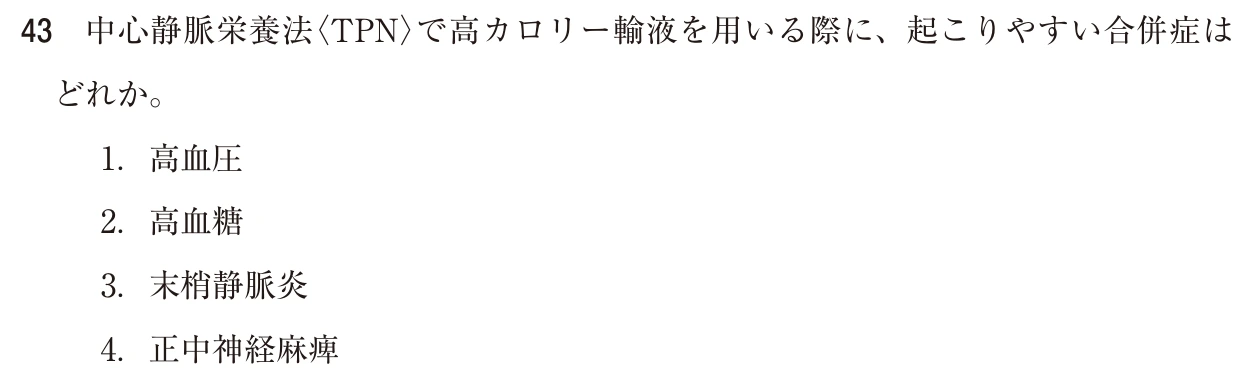 43 中心静脈栄養法〈TPN〉で高カロリー輸液を用いる際に、起こりやすい合併症は
どれか。
1. 高血圧
2. 高血糖
3. 末梢静脈炎
4. 正中神経麻痺